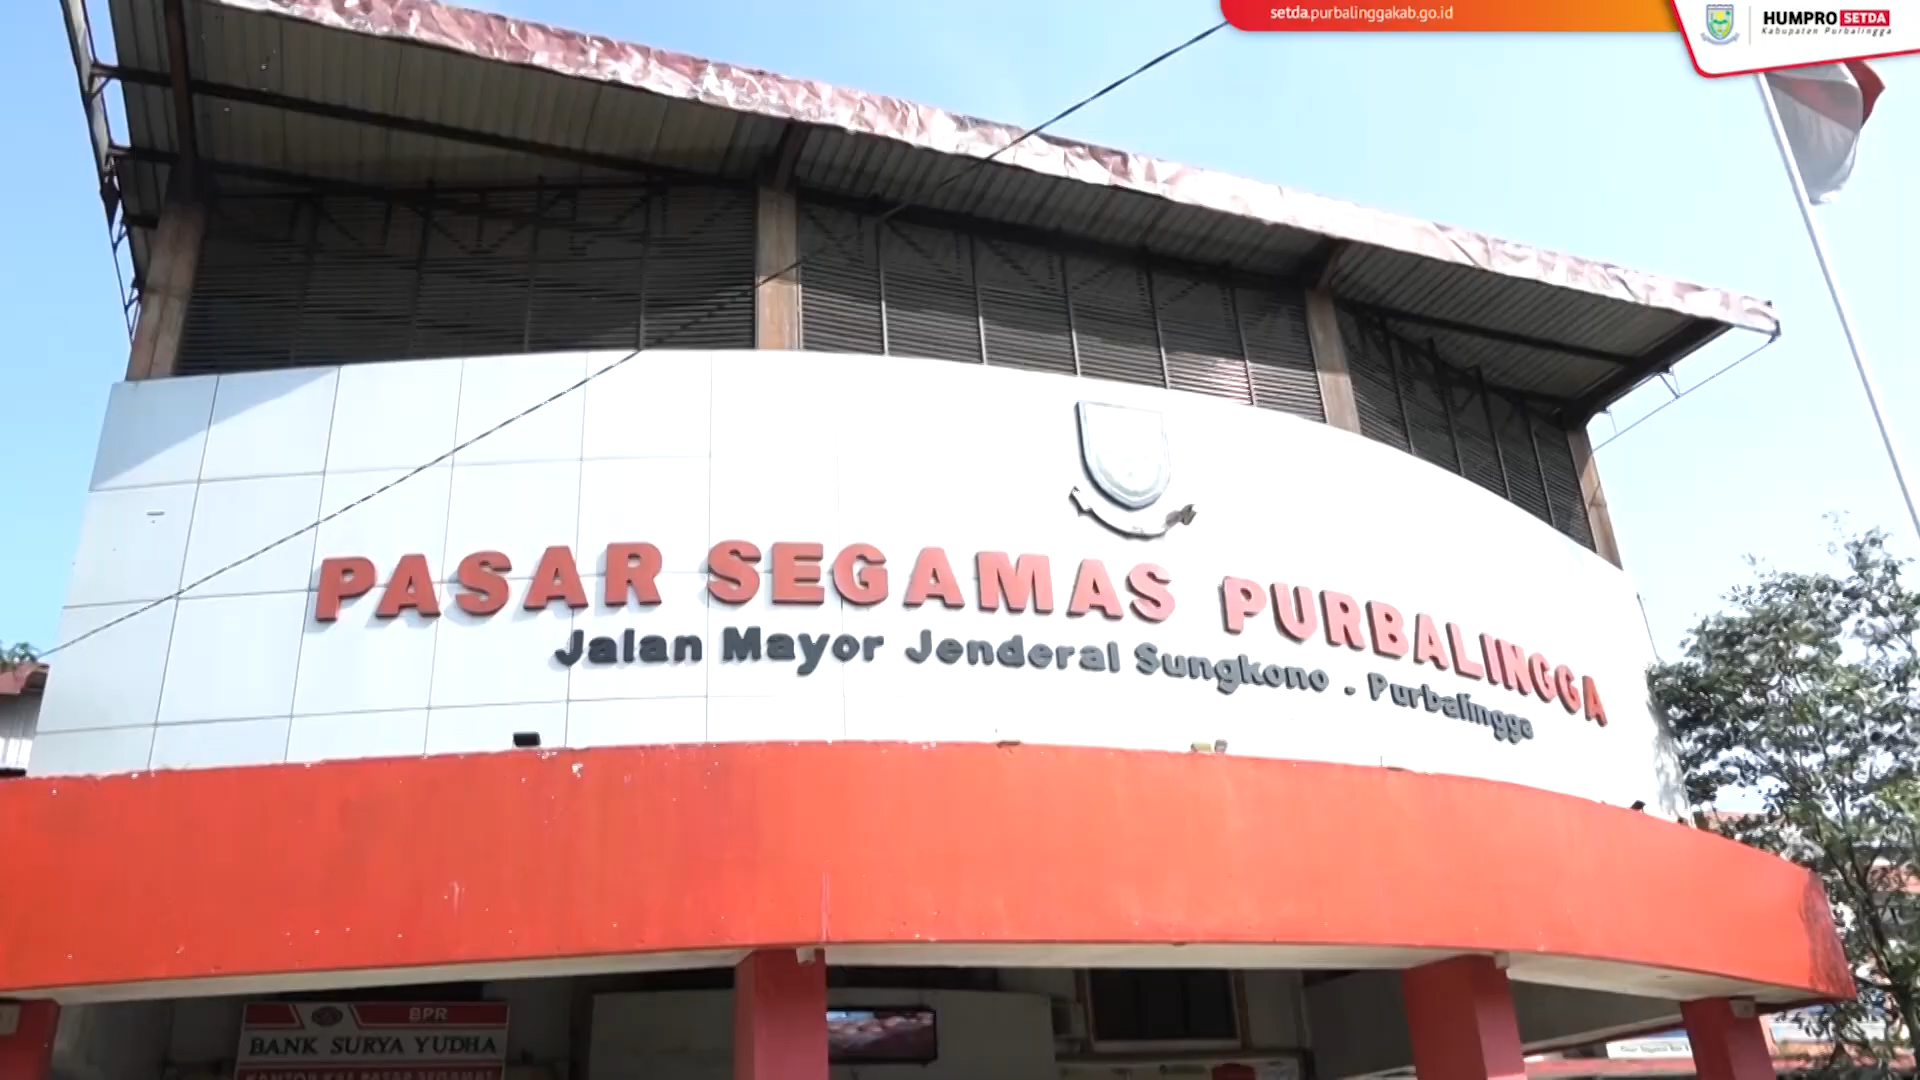 setda.purbalinggakab.go.id
HUMPRO SETDA
Kabupaten Purbalingga
PASAR SEGAMAS PURBALINGGA
Jalan Mayor Jenderal Sungkono . Purbalingga
BPR
BANK SURYA YUDHA